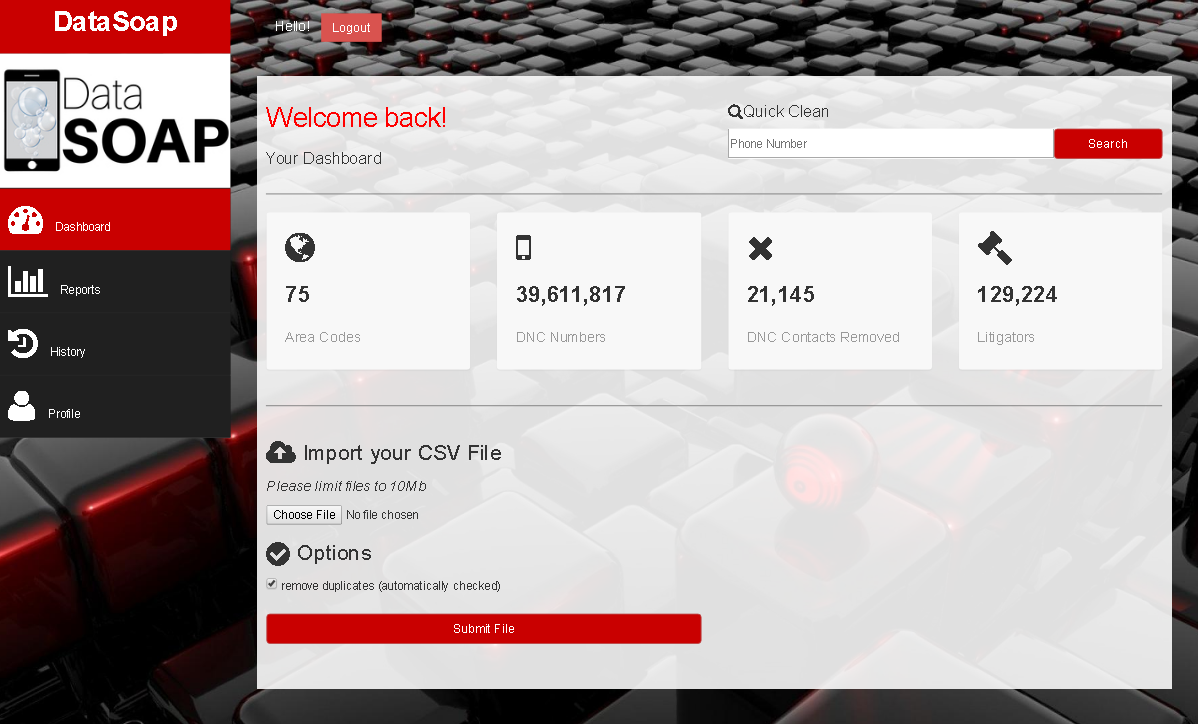 DataSoap
Hello!
Logout
Data
SOAP
Dashboard
Reports
History
Profile
Welcome back!
Your Dashboard
Quick Clean
Phone Number
Search
75
Area Codes
39,611,817
DNC Numbers
21,145
DNC Contacts Removed
129,224
Litigators
Import your CSV File
Please limit files to 10Mb
Choose File No file chosen
Options
remove duplicates (automatically checked)
Submit File